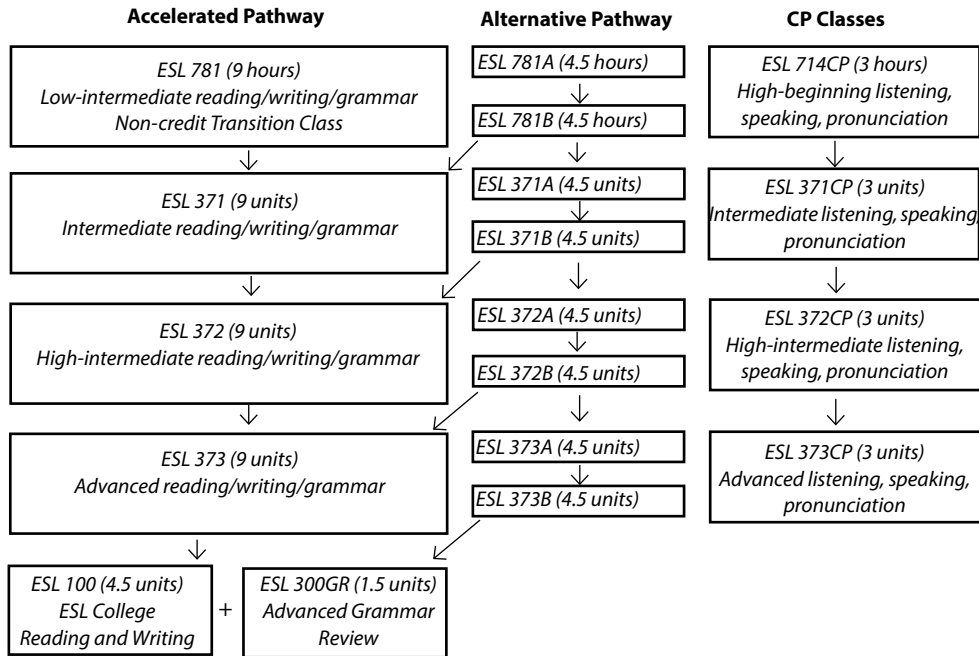 Accelerated Pathway
ESL 781 (9 hours)
Low-intermediate reading/writing/grammar
Non-credit Transition Class
ESL 371 (9 units)
Intermediate reading/writing/grammar
ESL 372 (9 units)
High-intermediate reading/writing/grammar
ESL 373 (9 units)
Advanced reading/writing/grammar
ESL 100 (4.5 units)
ESL College
Reading and Writing
+
ESL 300GR (1.5 units)
Advanced Grammar
Review
Alternative Pathway
ESL 781A (4.5 hours)
ESL 781B (4.5 hours)
ESL 371A (4.5 units)
ESL 371B (4.5 units)
ESL 372A (4.5 units)
ESL 372B (4.5 units)
ESL 373A (4.5 units)
ESL 373B (4.5 units)
CP Classes
ESL 714CP (3 hours)
High-beginning listening,
speaking, pronunciation
ESL 371CP (3 units)
Intermediate listening, speaking,
pronunciation
ESL 372CP (3 units)
High-intermediate listening,
speaking, pronunciation
ESL 373CP (3 units)
Advanced listening, speaking,
pronunciation